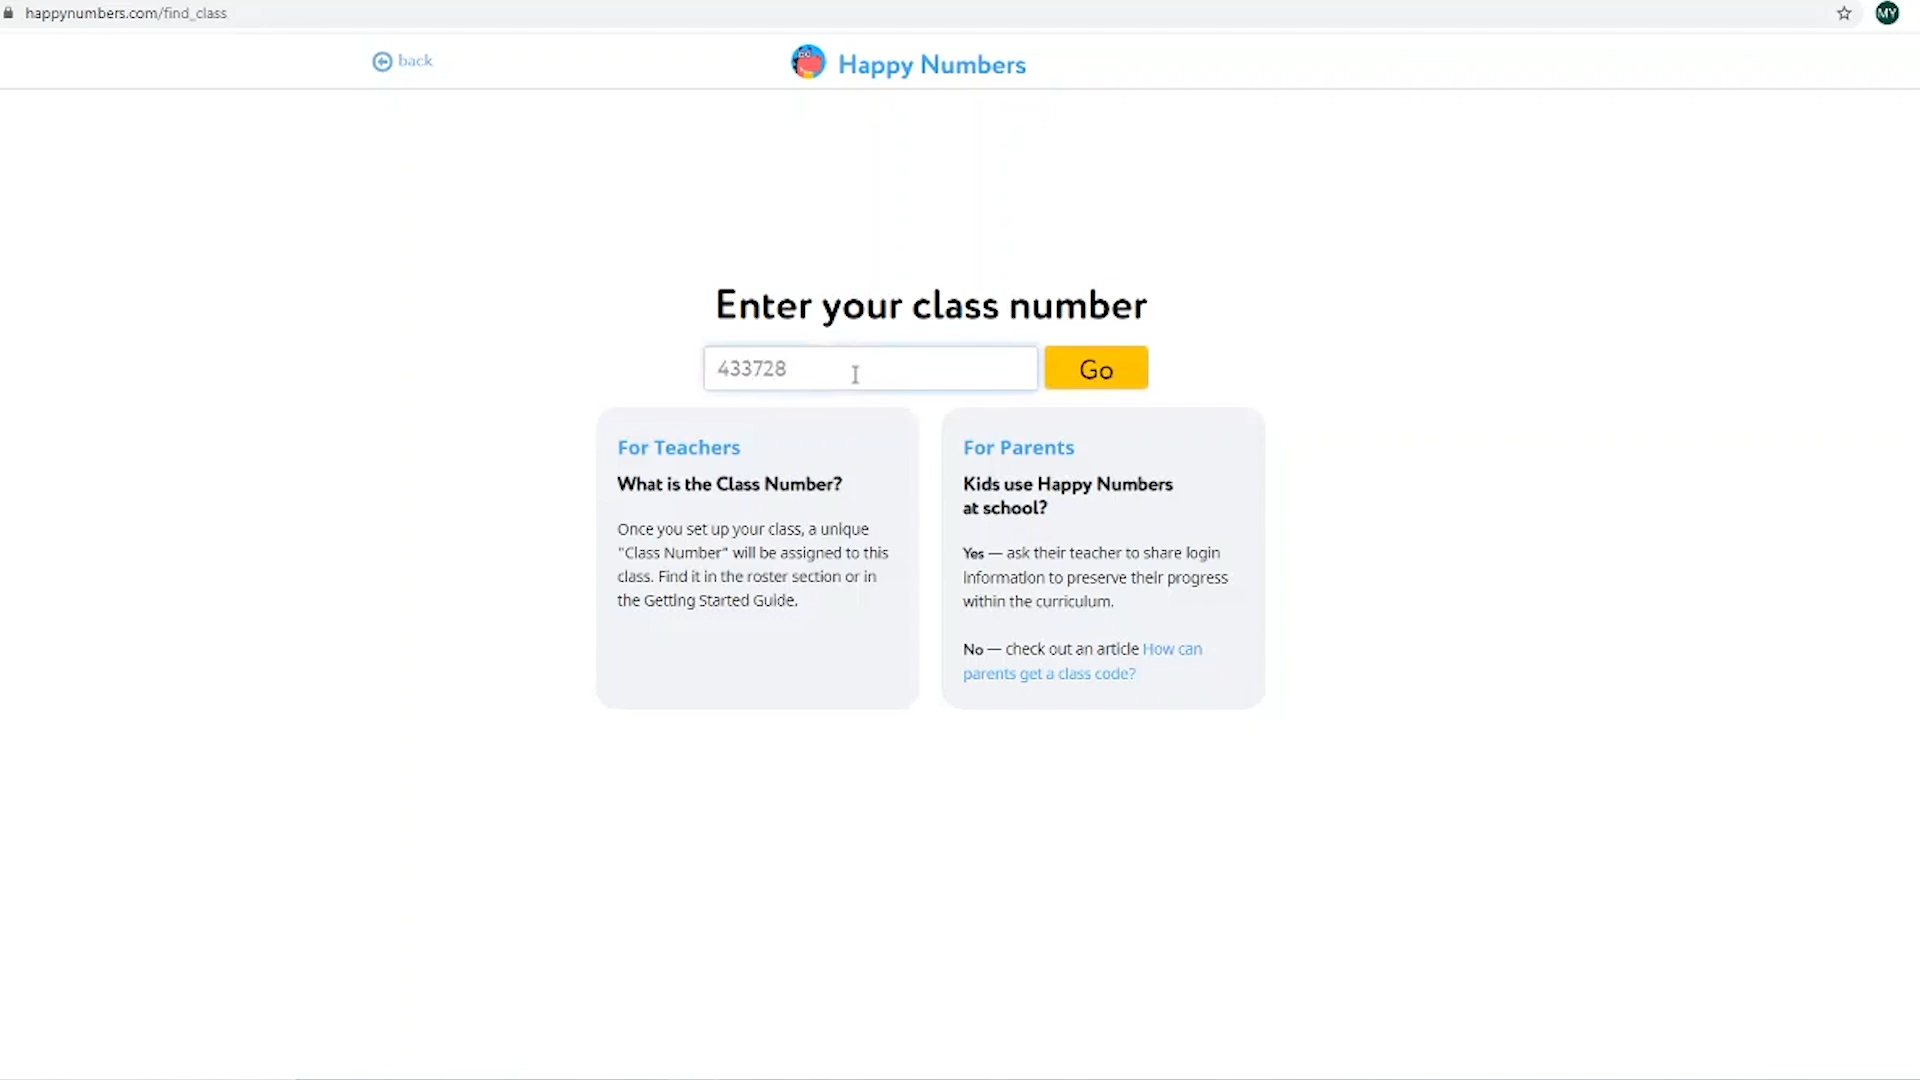 happynumbers.com/find_class
MY
back
Happy Numbers
Enter your class number
433728
Go
For Teachers
What is the Class Number?
Once you set up your class, a unique
"Class Number" will be assigned to this
class. Find it in the roster section or in
the Getting Started Guide.
For Parents
Kids use Happy Numbers
at school?
Yes — ask their teacher to share login
information to preserve their progress
within the curriculum.
No — check out an article How can
parents get a class code?